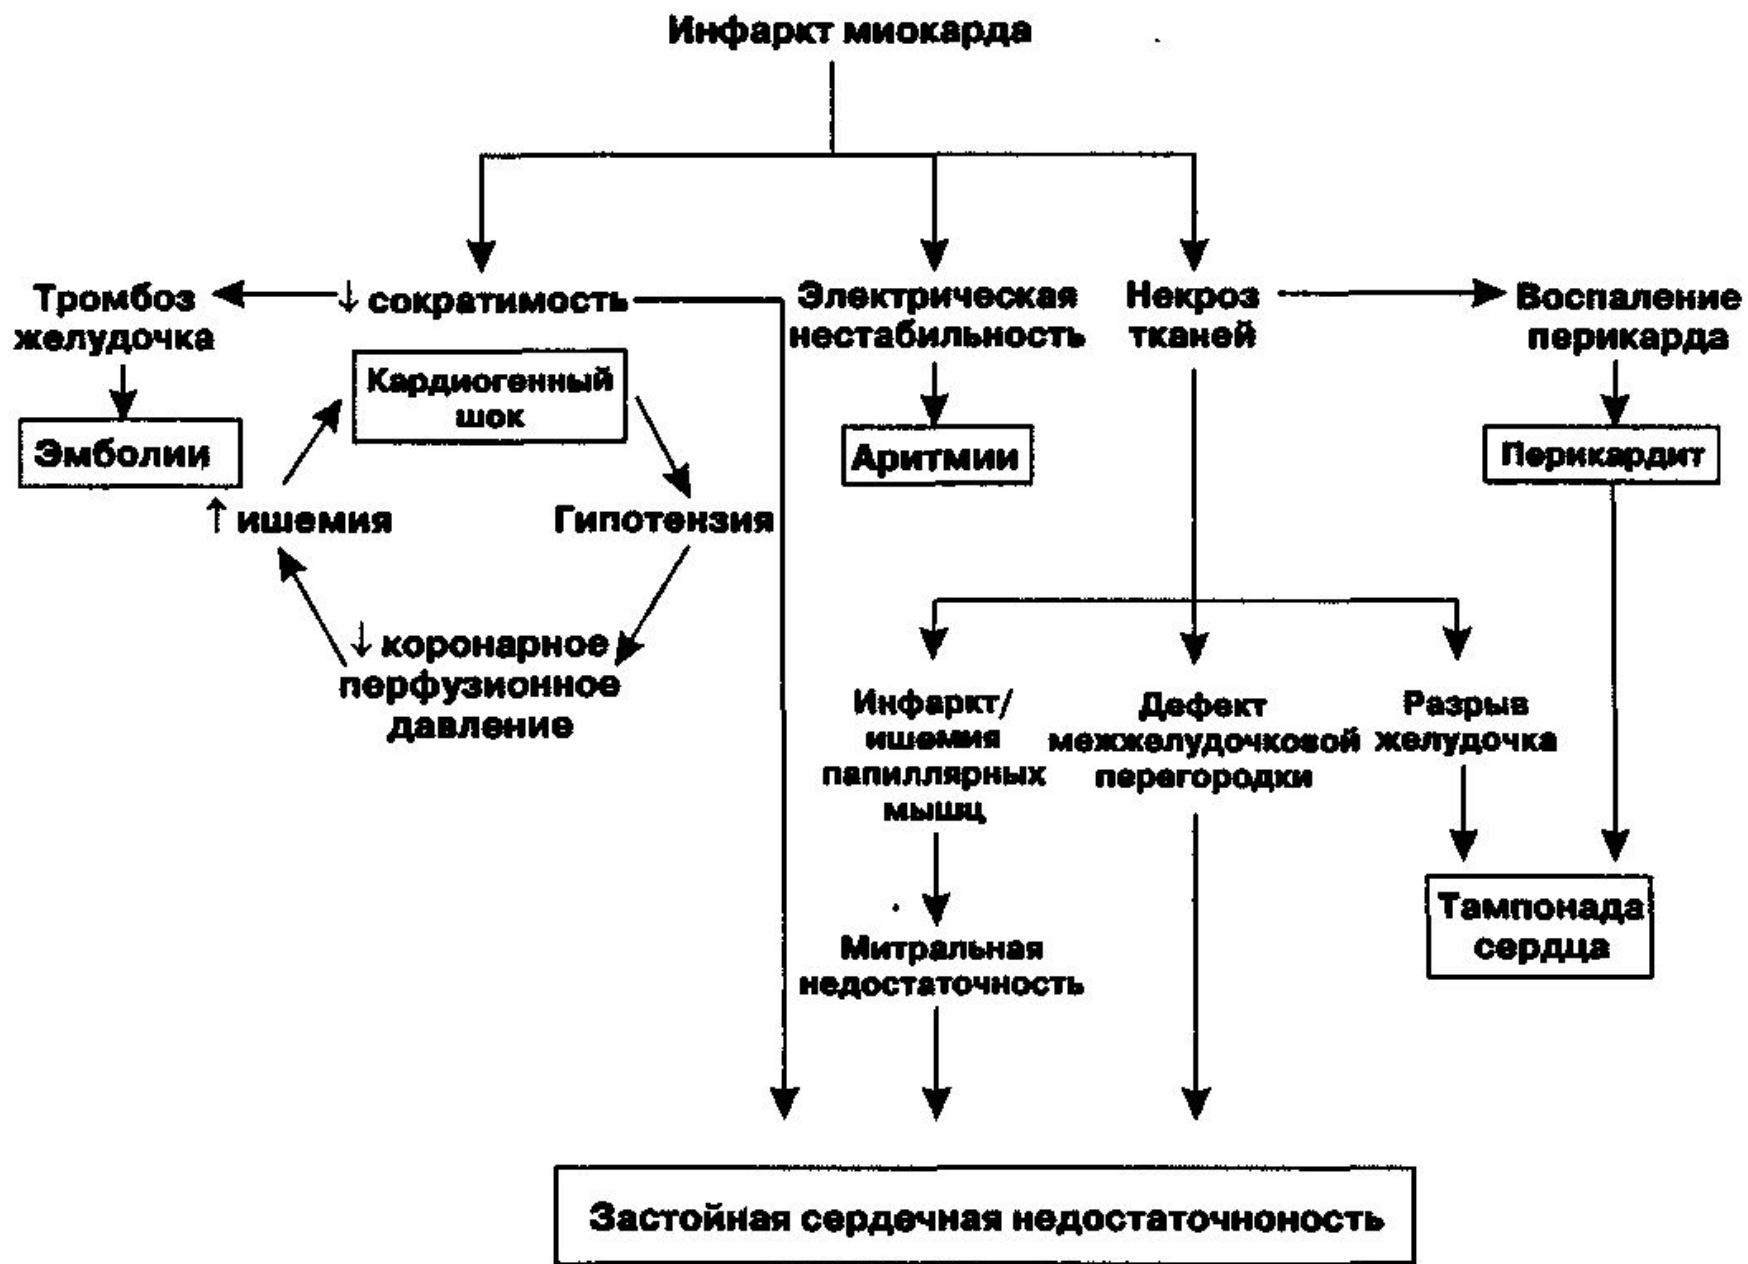 Инфаркт миокарда
Тромбоз
желудочка
↓ сократимость
Электрическая
нестабильность
Некроз
тканей
Воспаление
перикарда
Кардиогенный
шок
Эмболии
Аритмии
Перикардит
↑ ишемия
Гипотензия
↓ коронарное
перфузионное
давление
Инфаркт/
ишемия
папиллярных
мышц
Дефект
межжелудочковой
перегородки
Разрыв
желудочка
Тампонада
сердца
Митральная
недостаточность
Застойная сердечная недостаточноность